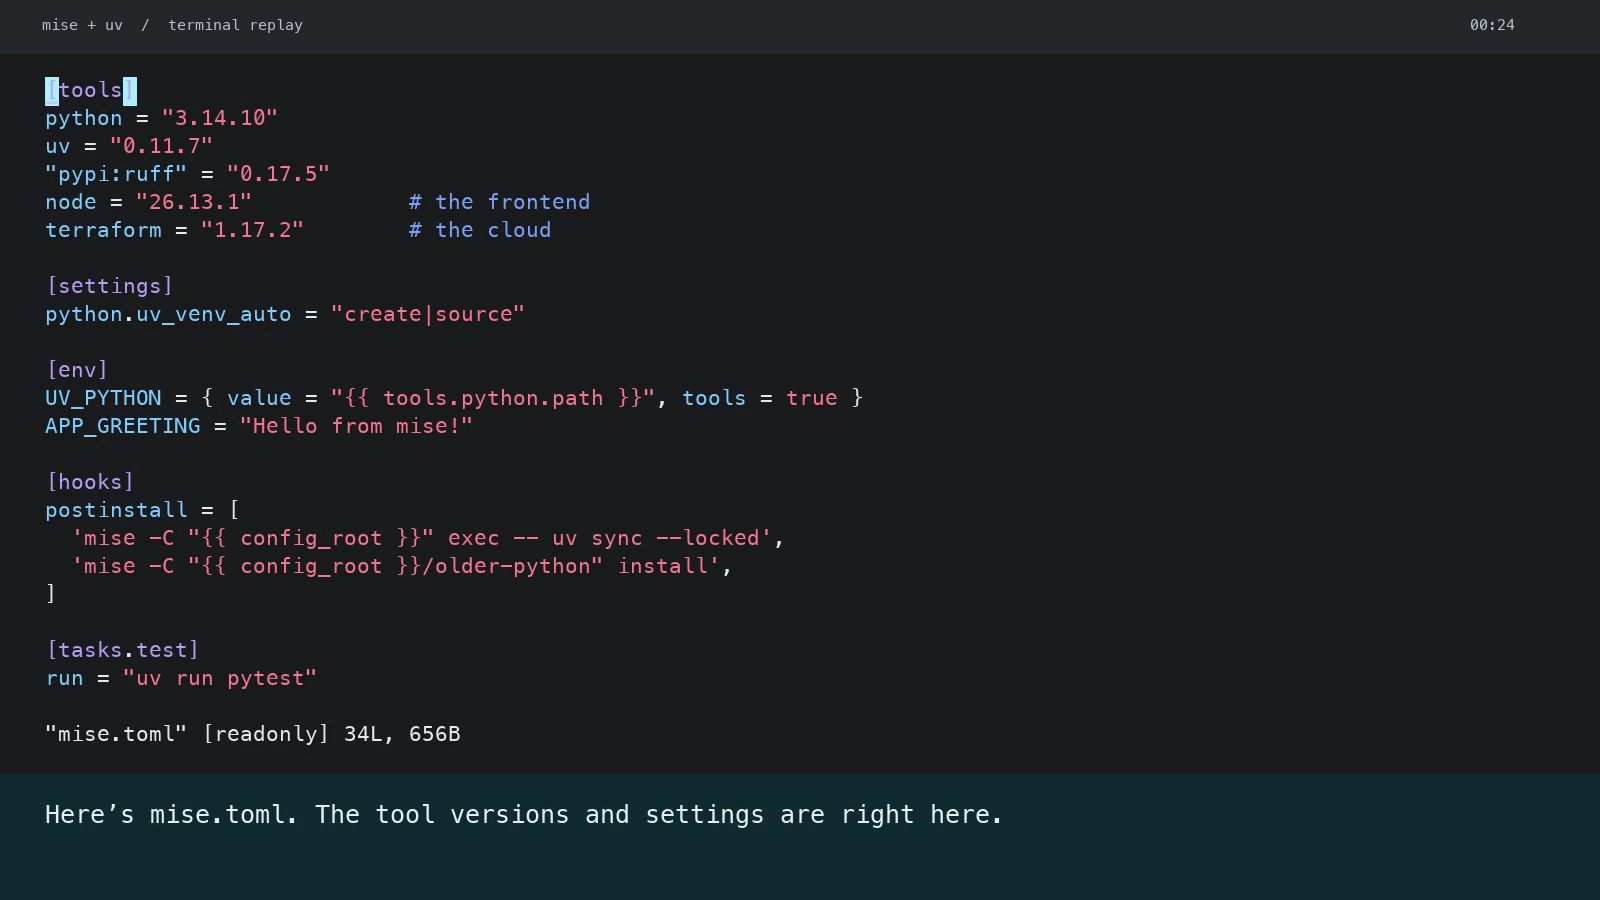 mise + uv / terminal replay
00:24
[tools]
python = "3.14.10"
uv = "0.11.7"
"pypi:ruff" = "0.17.5"
node = "26.13.1"            # the frontend
terraform = "1.17.2"        # the cloud
[settings]
python.uv_venv_auto = "create|source"
[env]
UV_PYTHON = { value = "{{ tools.python.path }}", tools = true }
APP_GREETING = "Hello from mise!"
[hooks]
postinstall = [
  'mise -C "{{ config_root }}" exec -- uv sync --locked',
  'mise -C "{{ config_root }}/older-python" install',
]
[tasks.test]
run = "uv run pytest"
"mise.toml" [readonly] 34L, 656B
Here’s mise.toml. The tool versions and settings are right here.